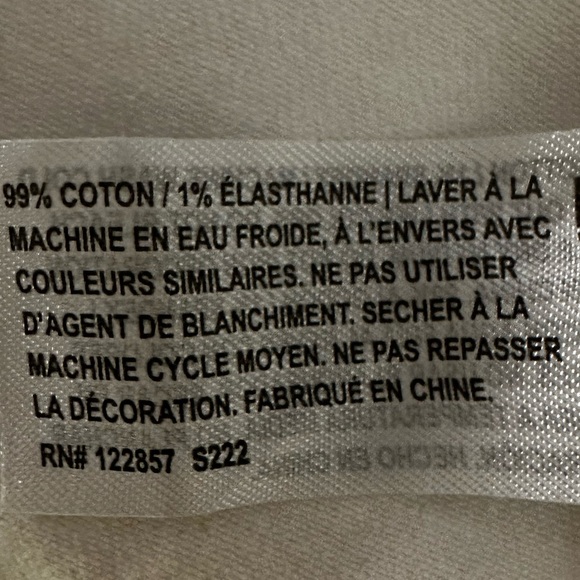 99% COTON / 1% ÉLASTHANNE | LAVER À LA
MACHINE EN EAU FROIDE, À L'ENVERS AVEC
COULEURS SIMILAIRES. NE PAS UTILISER
D'AGENT DE BLANCHIMENT. SECHER À LA
MACHINE CYCLE MOYEN. NE PAS REPASSER
LA DÉCORATION. FABRIQUÉ EN CHINE.
RN# 122857 S222